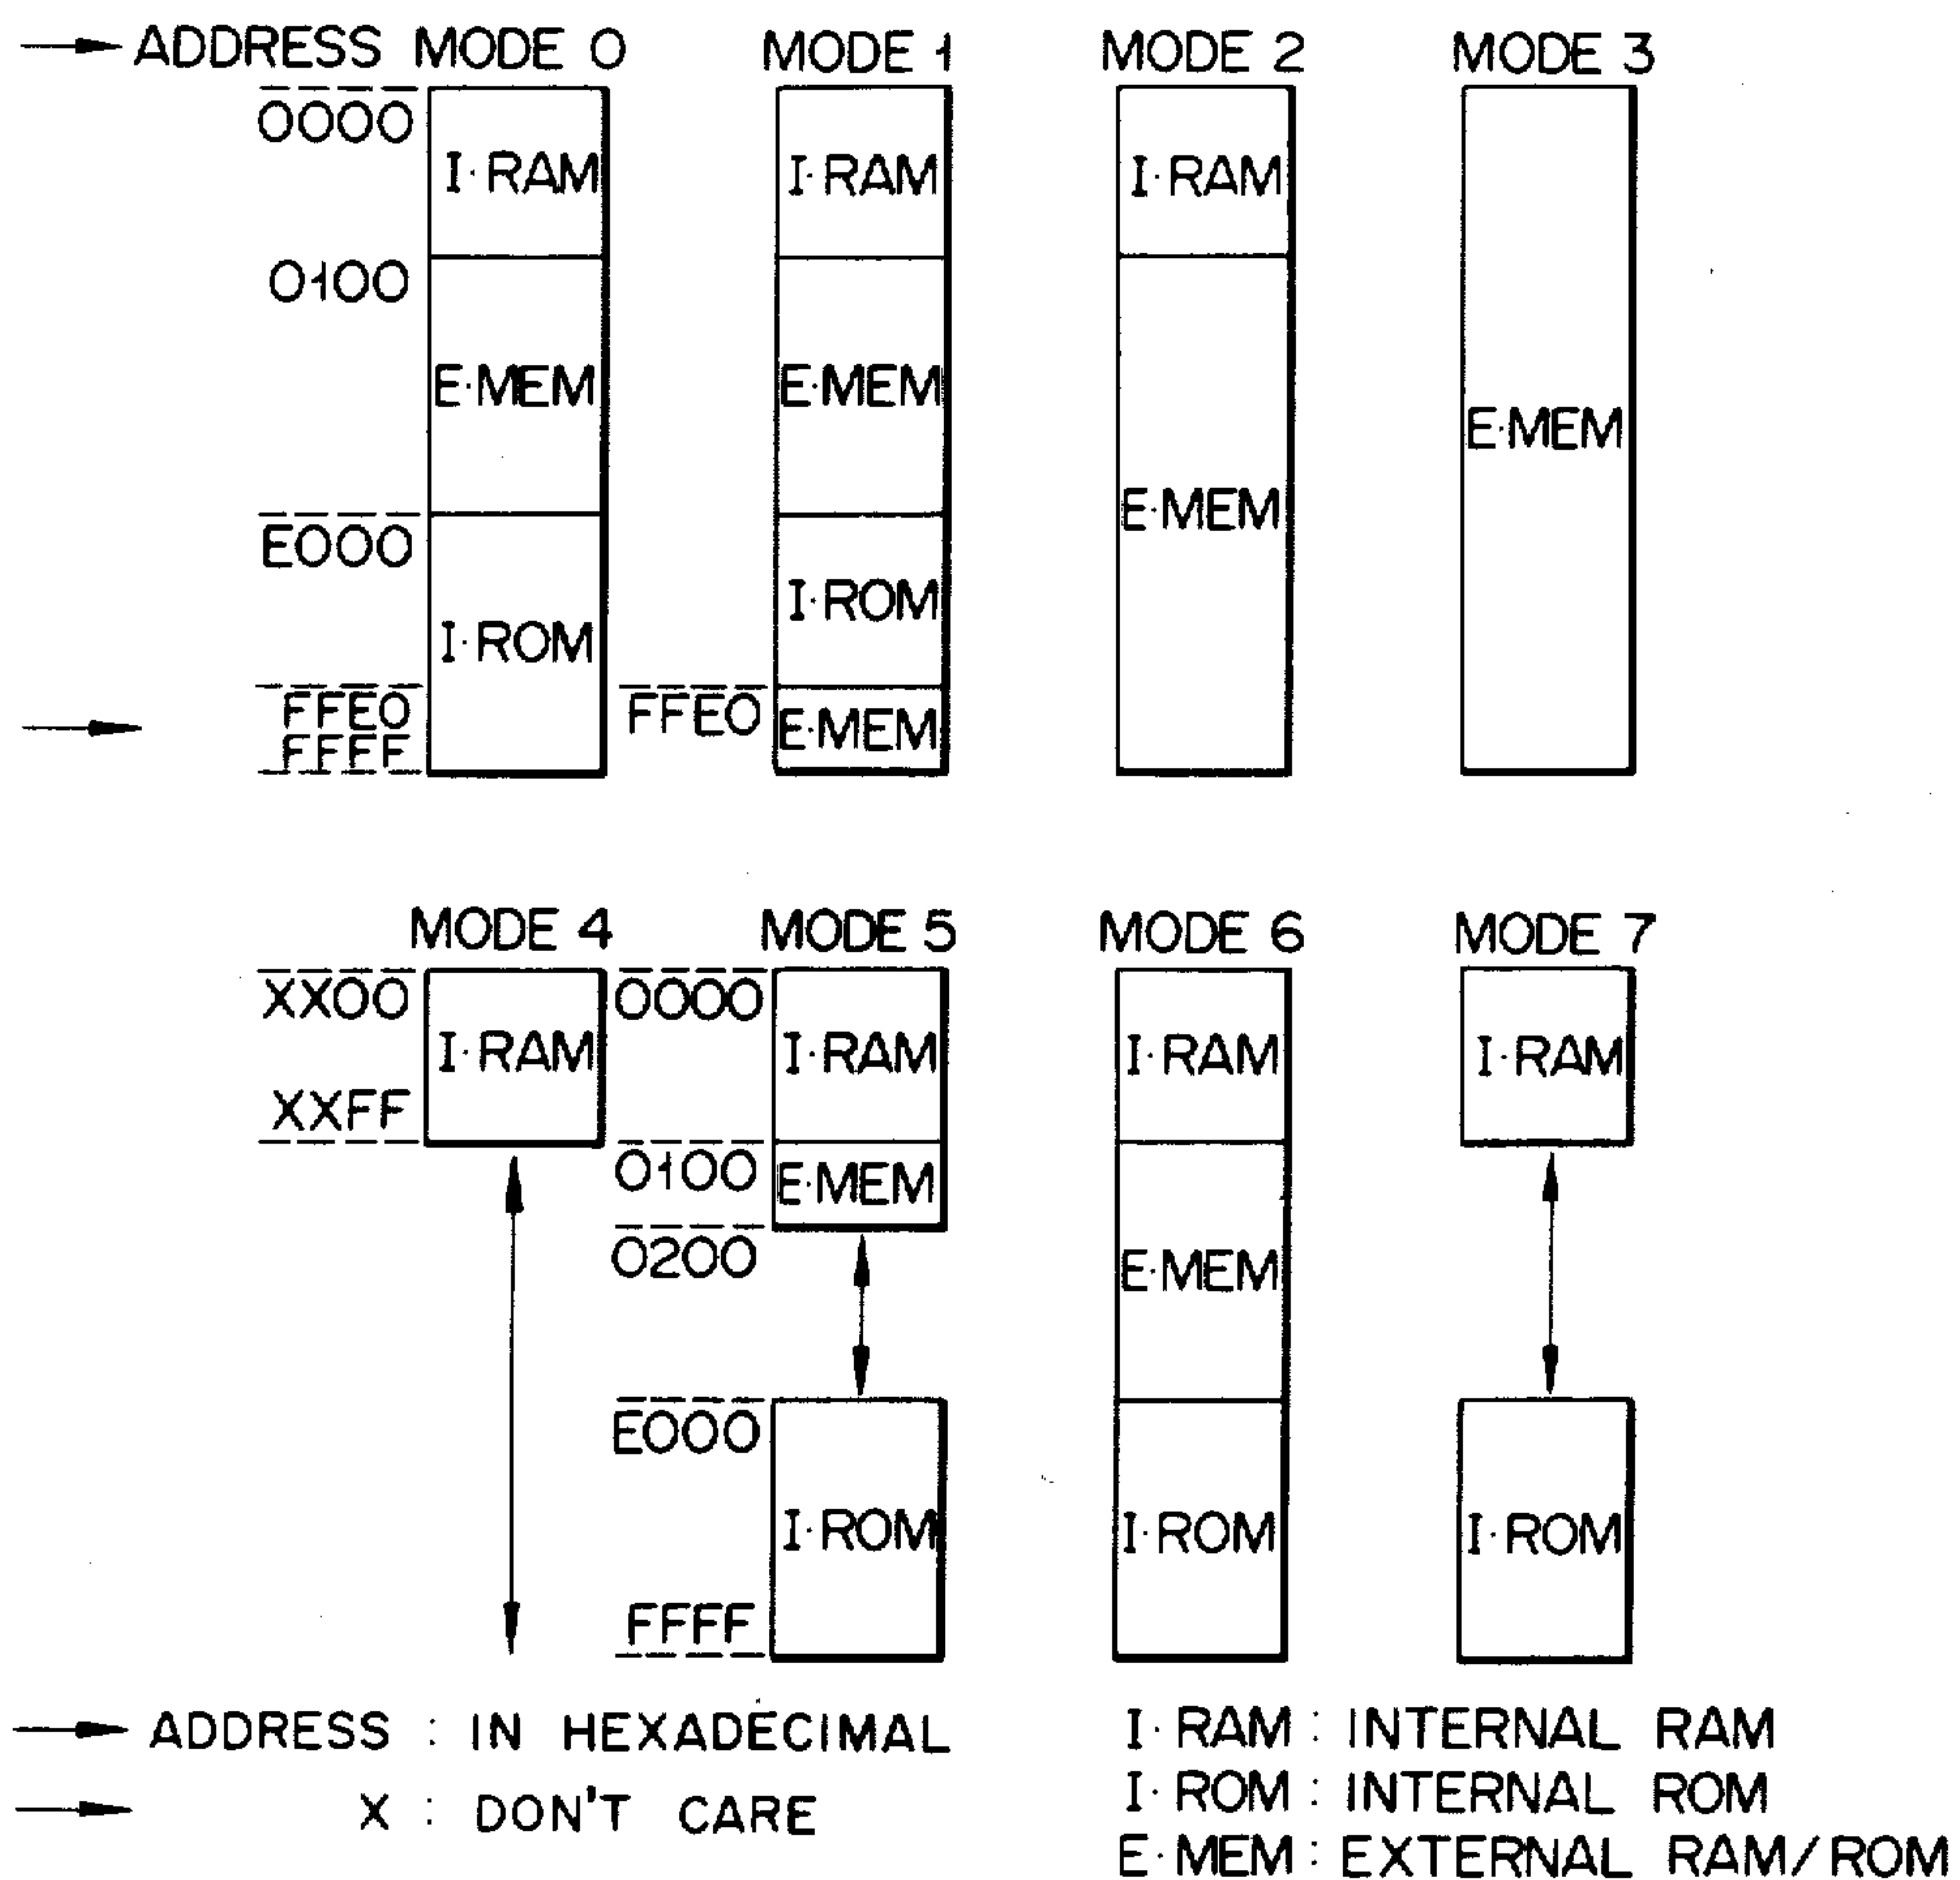 ADDRESS MODE 0 MODE 1 MODE 2 MODE 3
0000
I·RAM I·RAM I·RAM
0100
E·MEM E·MEM
E·MEM
E·MEM
E000
I·ROM
I·ROM
FFE0 FFE0
E·MEM
FFFF
MODE 4 MODE 5 MODE 6 MODE 7
XX00 0000
I·RAM I·RAM I·RAM I·RAM
XXFF
0100 E·MEM
0200
E·MEM
E000
I·ROM I·ROM I·ROM
FFFF
ADDRESS : IN HEXADECIMAL
X : DON'T CARE
I·RAM : INTERNAL RAM
I·ROM : INTERNAL ROM
E·MEM : EXTERNAL RAM/ROM